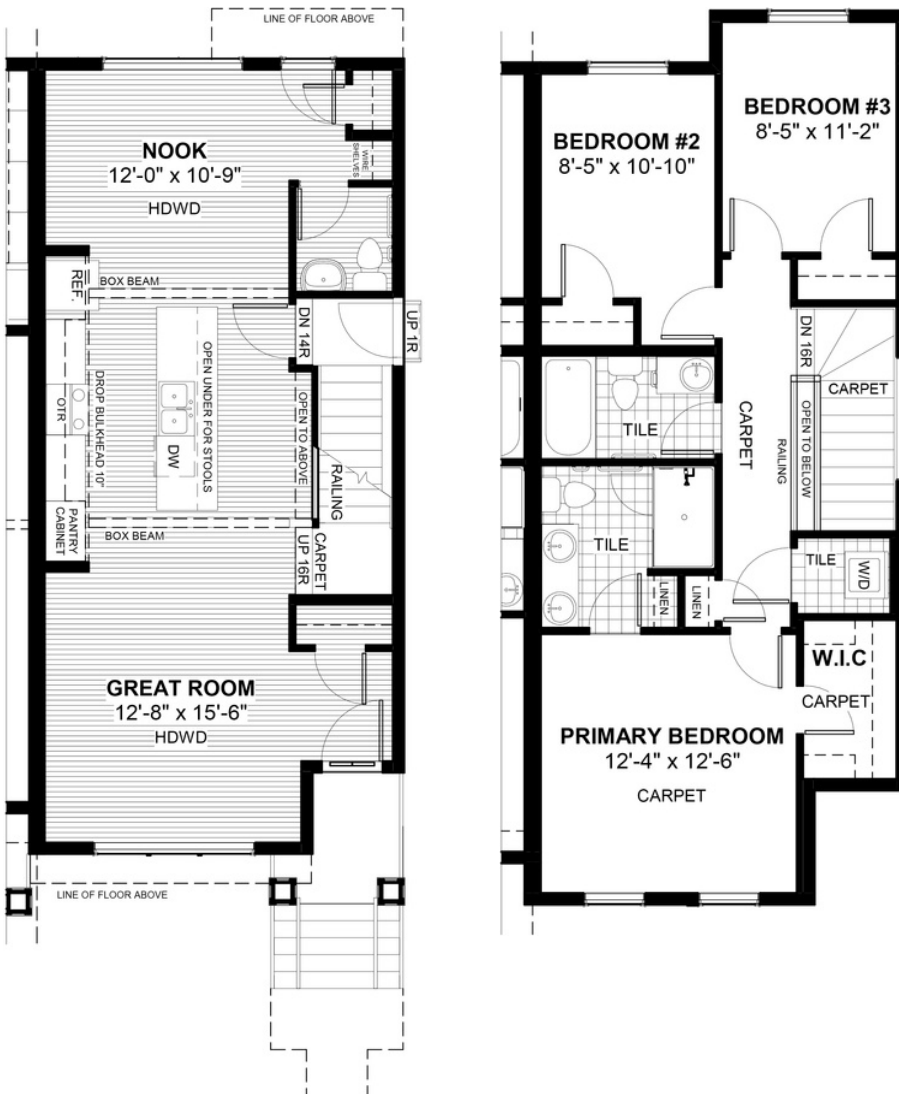 LINE OF FLOOR ABOVE
NOOK
12'-0" x 10'-9"
HDWD
WIRE
SHELVES
REF.
BOX BEAM
DN 14R
UP 1R
OTR
DROP BULKHEAD 10"
DW
OPEN UNDER FOR STOOLS
OPEN TO ABOVE
RAILING
PANTRY
CABINET
BOX BEAM
UP 16R
CARPET
GREAT ROOM
12'-8" x 15'-6"
HDWD
LINE OF FLOOR ABOVE
BEDROOM #2
8'-5" x 10'-10"
BEDROOM #3
8'-5" x 11'-2"
DN 16R
CARPET
TILE
CARPET
RAILING
OPEN TO BELOW
TILE
LINEN
LINEN
TILE
W/D
W.I.C
CARPET
PRIMARY BEDROOM
12'-4" x 12'-6"
CARPET